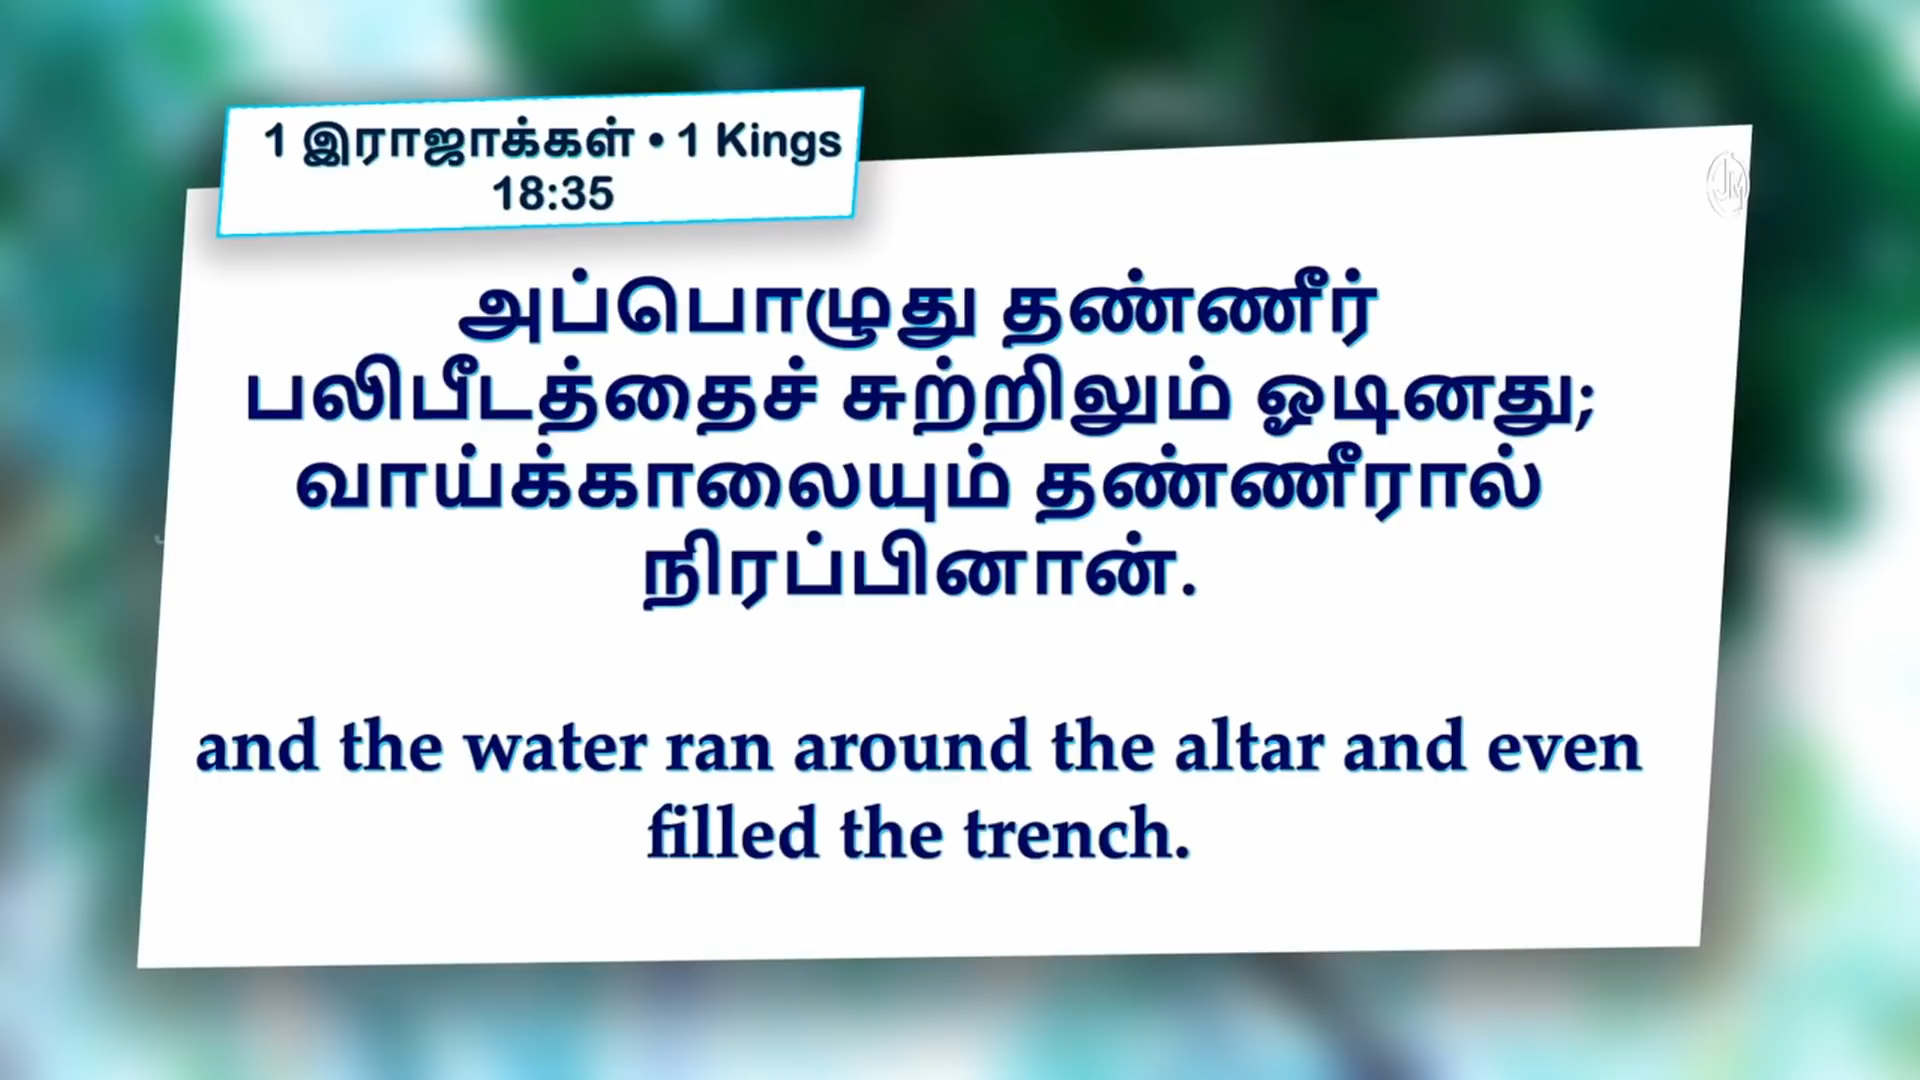 1 இராஜாக்கள் • 1 Kings
18:35
அப்பொழுது தண்ணீர்
பலிபீடத்தைச் சுற்றிலும் ஓடினது;
வாய்க்காலையும் தண்ணீரால்
நிரப்பினான்.
and the water ran around the altar and even
filled the trench.